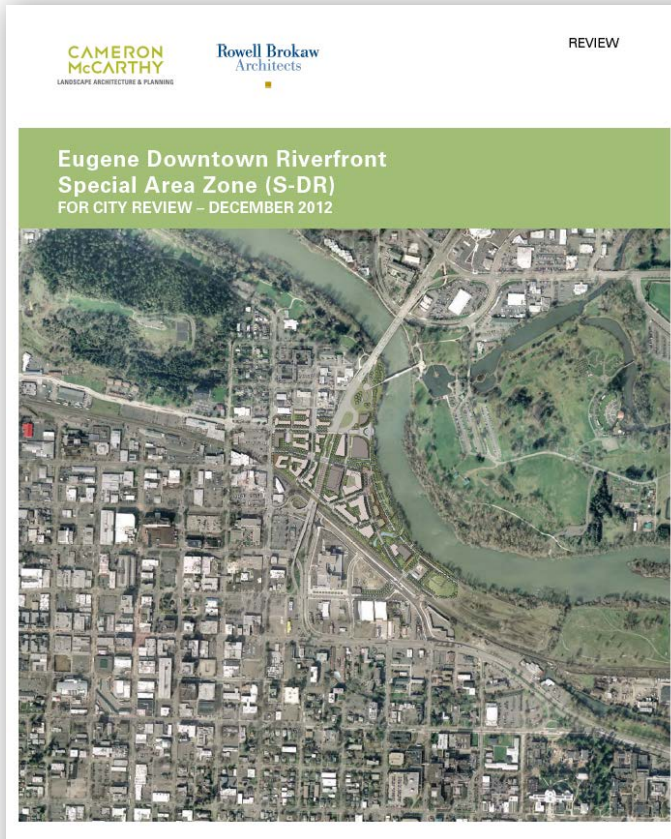 CAMERON
McCARTHY
LANDSCAPE ARCHITECTURE & PLANNING
Rowell Brokaw
Architects
REVIEW
Eugene Downtown Riverfront
Special Area Zone (S-DR)
FOR CITY REVIEW – DECEMBER 2012